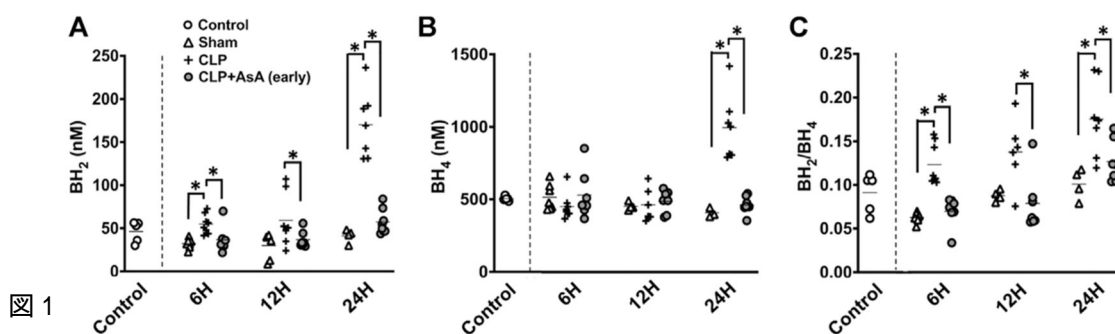 A
○ Control
△ Sham
+ CLP
● CLP+AsA (early)
BH2 (nM)
250
200
150
100
50
0
* * * * * 
Control
6H
12H
24H
B
BH4 (nM)
1500
1000
500
0
* *
Control
6H
12H
24H
C
BH2/BH4
0.25
0.20
0.15
0.10
0.05
0.00
* * * * *
Control
6H
12H
24H
図 1